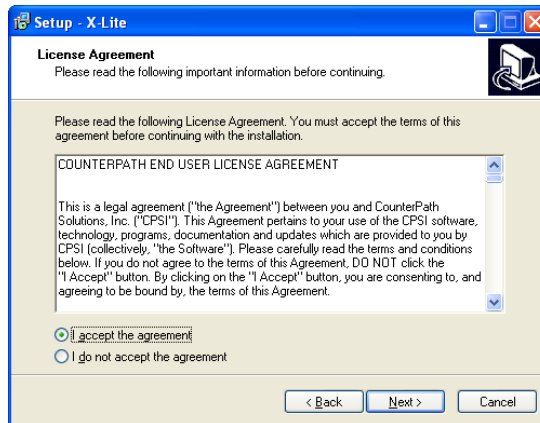 Setup - X-Lite
License Agreement
Please read the following important information before continuing.
Please read the following License Agreement. You must accept the terms of this
agreement before continuing with the installation.
COUNTERPATH END USER LICENSE AGREEMENT
This is a legal agreement ("the Agreement") between you and CounterPath
Solutions, Inc. ("CPSI"). This Agreement pertains to your use of the CPSI software,
technology, programs, documentation and updates which are provided to you by
CPSI (collectively, "the Software"). Please carefully read the terms and conditions
below. If you do not agree to the terms of this Agreement, DO NOT click the
"I Accept" button. By clicking on the "I Accept" button, you are consenting to, and
agreeing to be bound by, the terms of this Agreement.
I accept the agreement
I do not accept the agreement
< Back
Next >
Cancel